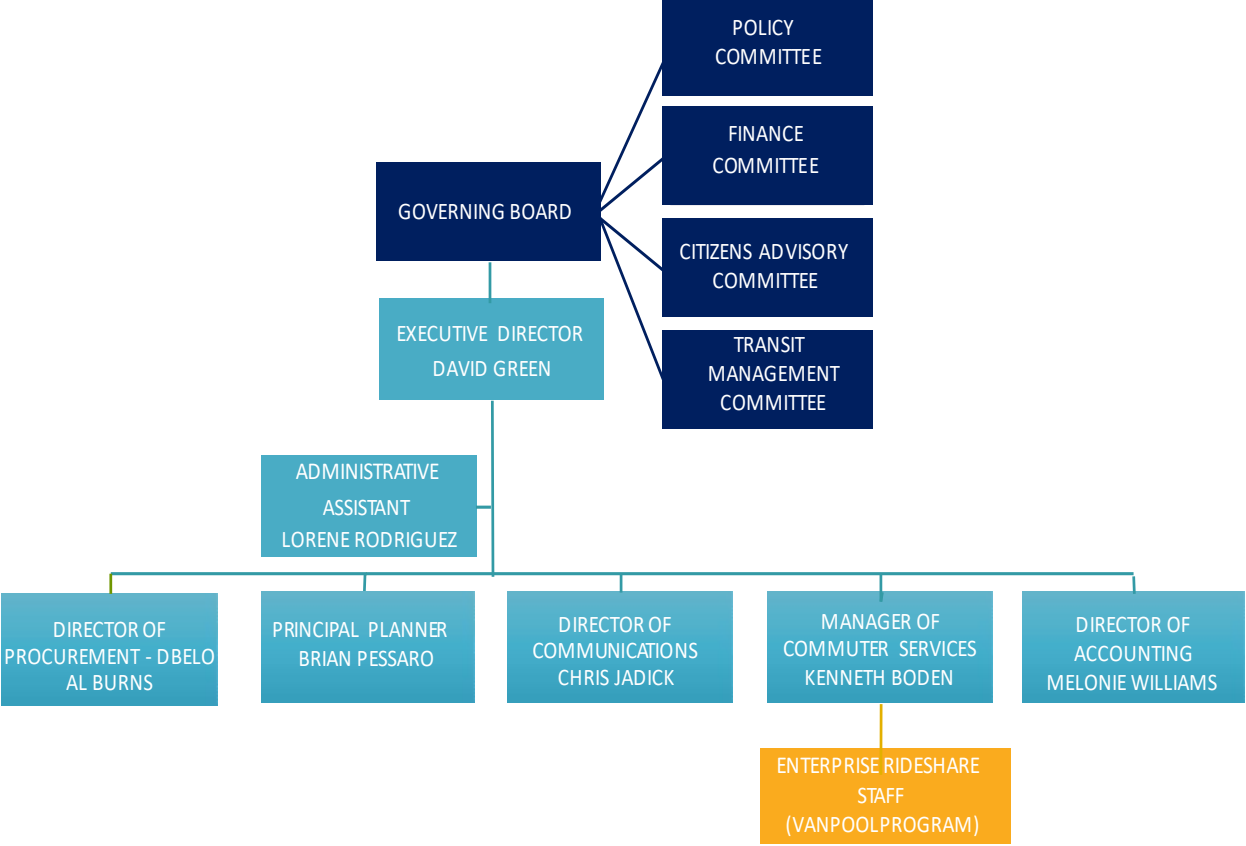 POLICY
COMMITTEE
FINANCE
COMMITTEE
GOVERNING BOARD
CITIZENS ADVISORY
COMMITTEE
TRANSIT
MANAGEMENT
COMMITTEE
EXECUTIVE DIRECTOR
DAVID GREEN
ADMINISTRATIVE
ASSISTANT
LORENE RODRIGUEZ
DIRECTOR OF
PROCUREMENT - DBELO
AL BURNS
PRINCIPAL PLANNER
BRIAN PESSARO
DIRECTOR OF
COMMUNICATIONS
CHRIS JADICK
MANAGER OF
COMMUTER SERVICES
KENNETH BODEN
DIRECTOR OF
ACCOUNTING
MELONIE WILLIAMS
ENTERPRISE RIDESHARE
STAFF
(VANPOOLPROGRAM)